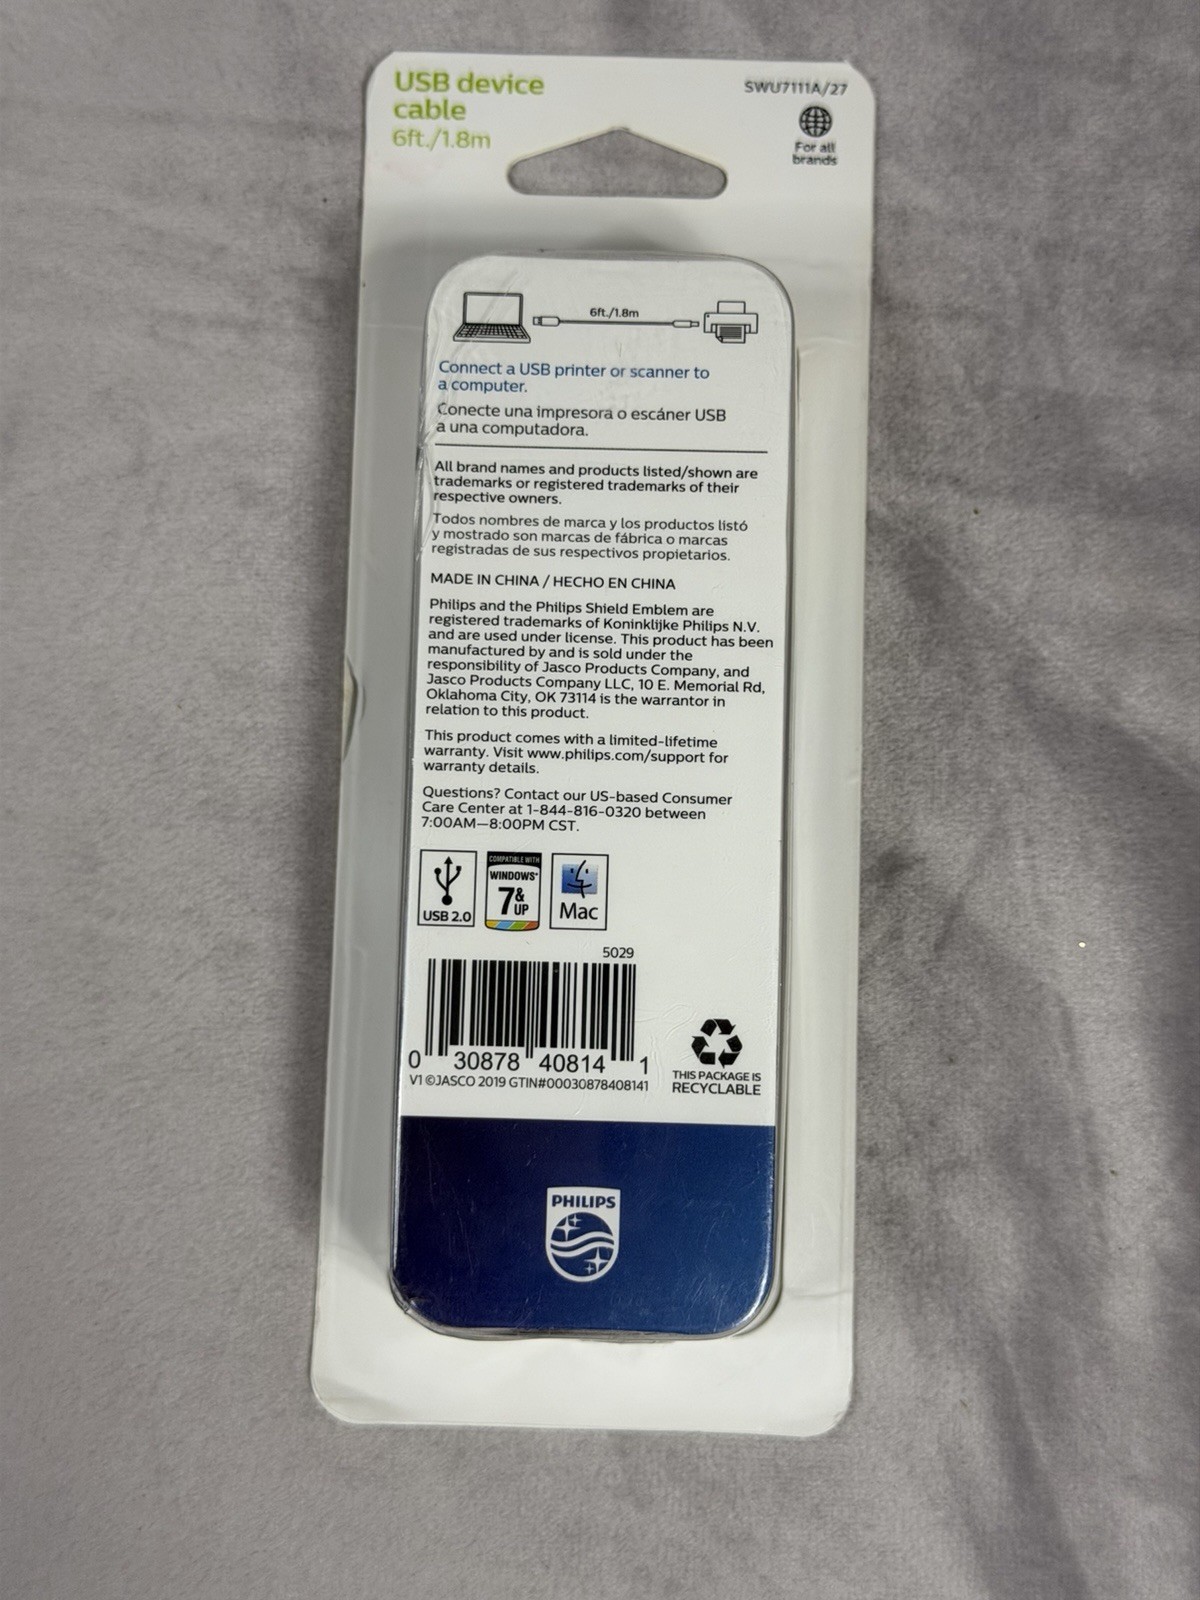 USB device
cable
6ft./1.8m
SWU7111A/27
For all
brands
6ft./1.8m
Connect a USB printer or scanner to
a computer.
Conecte una impresora o escáner USB
a una computadora.
All brand names and products listed/shown are
trademarks or registered trademarks of their
respective owners.
Todos nombres de marca y los productos listó
y mostrado son marcas de fábrica o marcas
registradas de sus respectivos propietarios.
MADE IN CHINA / HECHO EN CHINA
Philips and the Philips Shield Emblem are
registered trademarks of Koninklijke Philips N.V.
and are used under license. This product has been
manufactured by and is sold under the
responsibility of Jasco Products Company, and
Jasco Products Company LLC, 10 E. Memorial Rd,
Oklahoma City, OK 73114 is the warrantor in
relation to this product.
This product comes with a limited-lifetime
warranty. Visit www.philips.com/support for
warranty details.
Questions? Contact our US-based Consumer
Care Center at 1-844-816-0320 between
7:00AM—8:00PM CST.
USB 2.0
COMPATIBLE WITH
WINDOWS®
7 & UP
Mac
5029
0 30878 40814 1
V1 ©JASCO 2019 GTIN#00030878408141
THIS PACKAGE IS
RECYCLABLE
PHILIPS